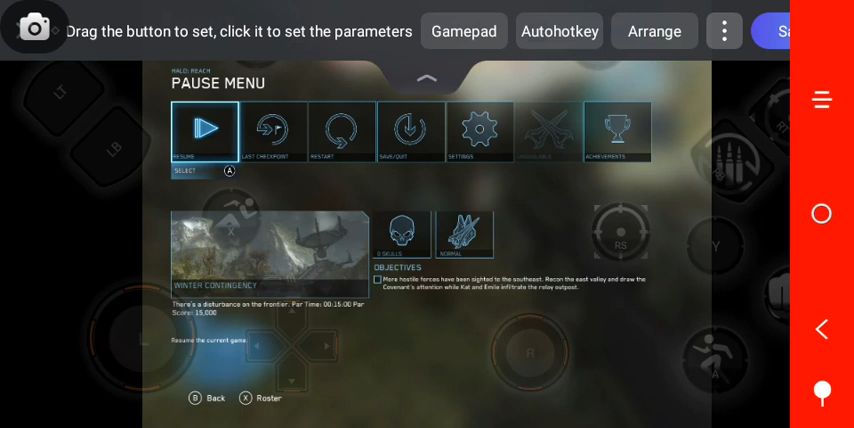 Drag the button to set, click it to set the parameters
Gamepad
Autohotkey
Arrange
Sa
HALO: REACH
PAUSE MENU
LT
LB
RESUME
LAST CHECKPOINT
RESTART
SAVE/QUIT
SETTINGS
ACHIEVEMENTS
SELECT
A
X
RS
Y
0 SKULLS
NORMAL
WINTER CONTINGENCY
OBJECTIVES
More hostile forces have been sighted to the southeast. Recon the east valley and draw the
Covenant's attention while Kat and Emile infiltrate the relay outpost.
There's a disturbance on the frontier. Par Time: 00:15:00 Par
Score: 15,000
Resume the current game.
L
R
A
B Back
X Roster